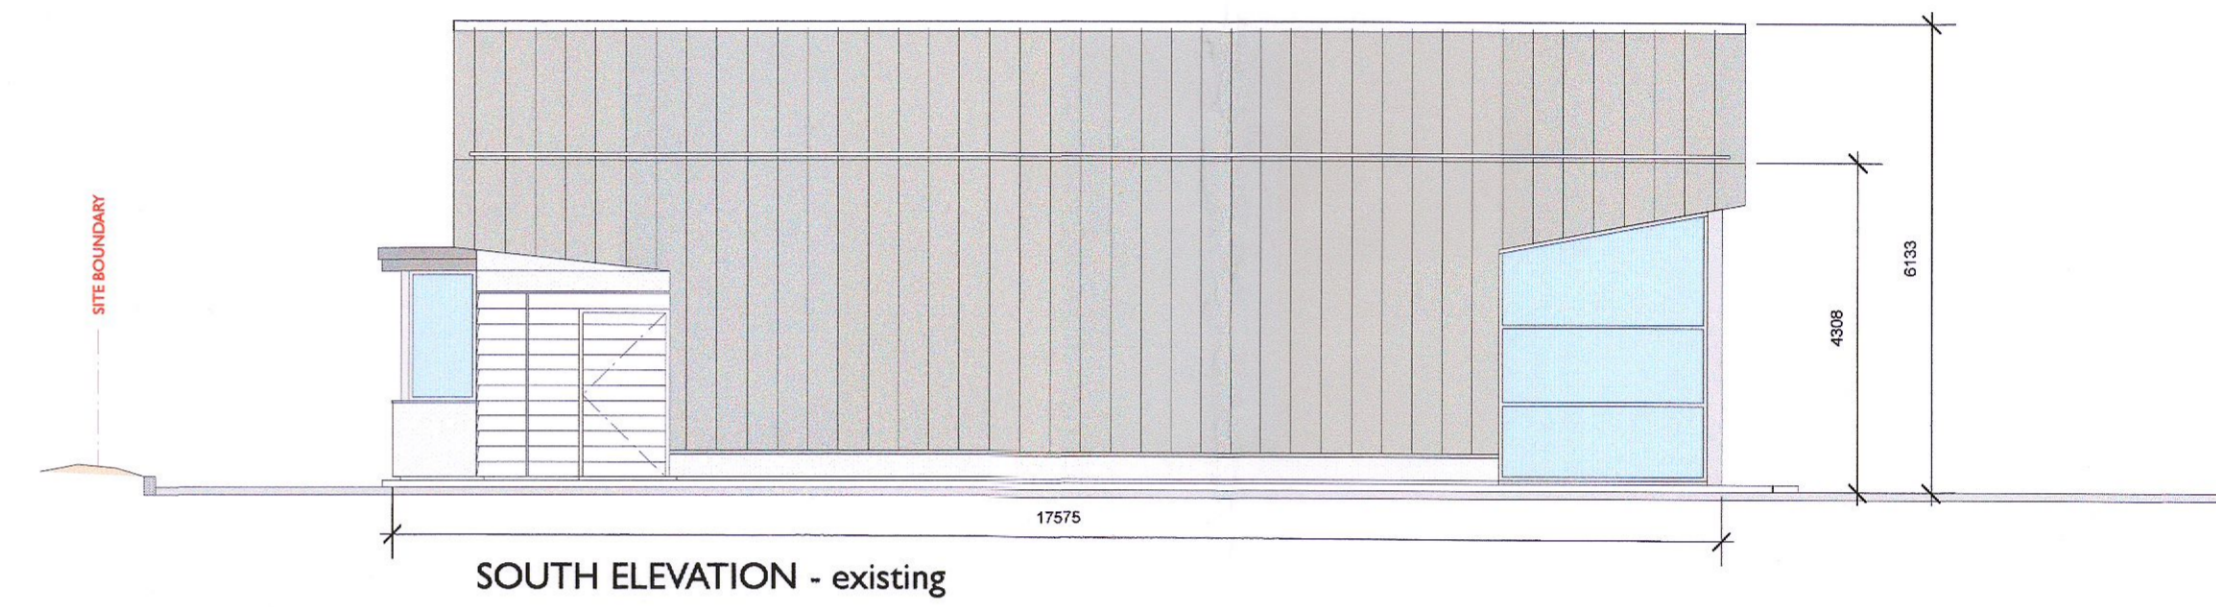 SITE BOUNDARY
6133
4308
17575
SOUTH ELEVATION - existing